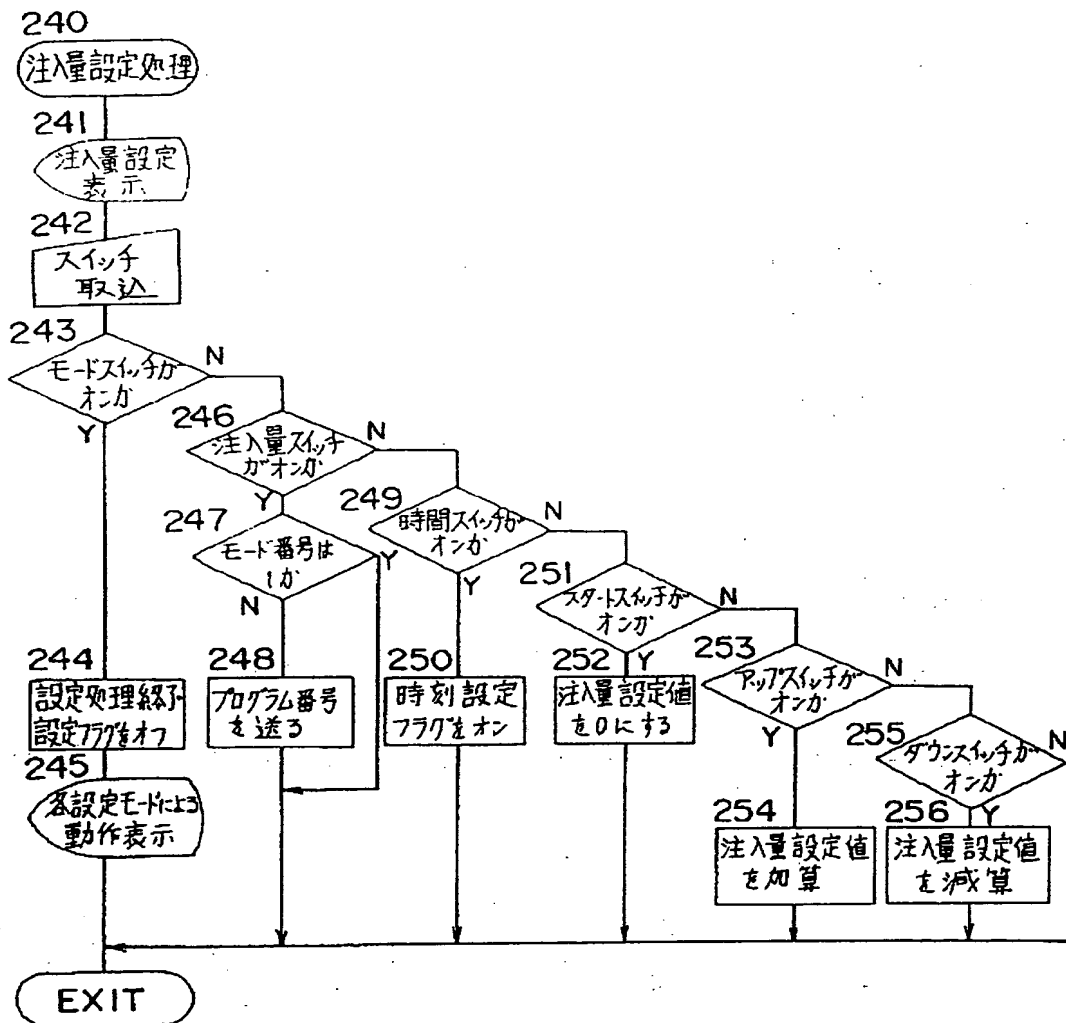 240
注入量設定処理
241
注入量設定
表示
242
スイッチ
取込
243
モードスイッチが
オンか
N
Y
244
設定処理終了
設定フラグをオフ
245
各設定モードによる
動作表示
246
注入量スイッチ
がオンか
N
Y
247
モード番号は
1か
Y
N
248
プログラム番号
を送る
249
時間スイッチが
オンか
N
Y
250
時刻設定
フラグをオン
251
スタートスイッチが
オンか
N
Y
252
注入量設定値
を0にする
253
アップスイッチが
オンか
N
Y
254
注入量設定値
を加算
255
ダウンスイッチが
オンか
N
Y
256
注入量設定値
を減算
EXIT